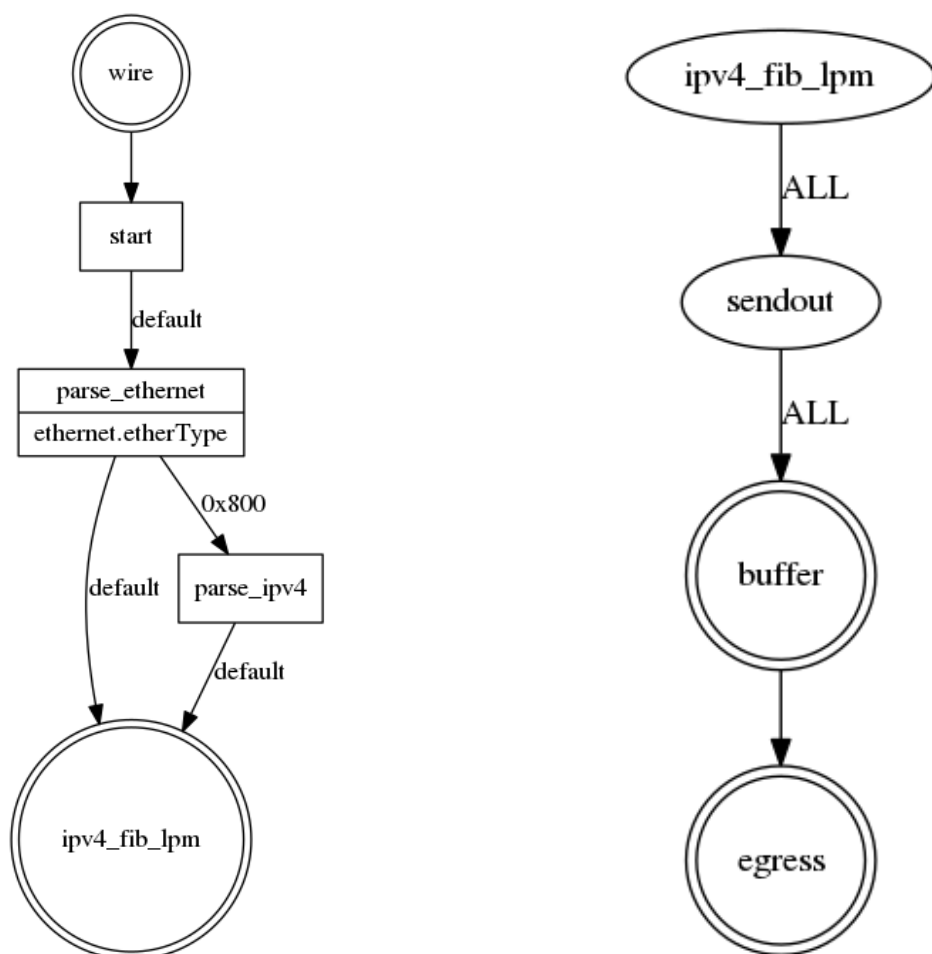 wire
start
default
parse_ethernet
ethernet.etherType
0x800
default
parse_ipv4
default
ipv4_fib_lpm
ipv4_fib_lpm
ALL
sendout
ALL
buffer
egress